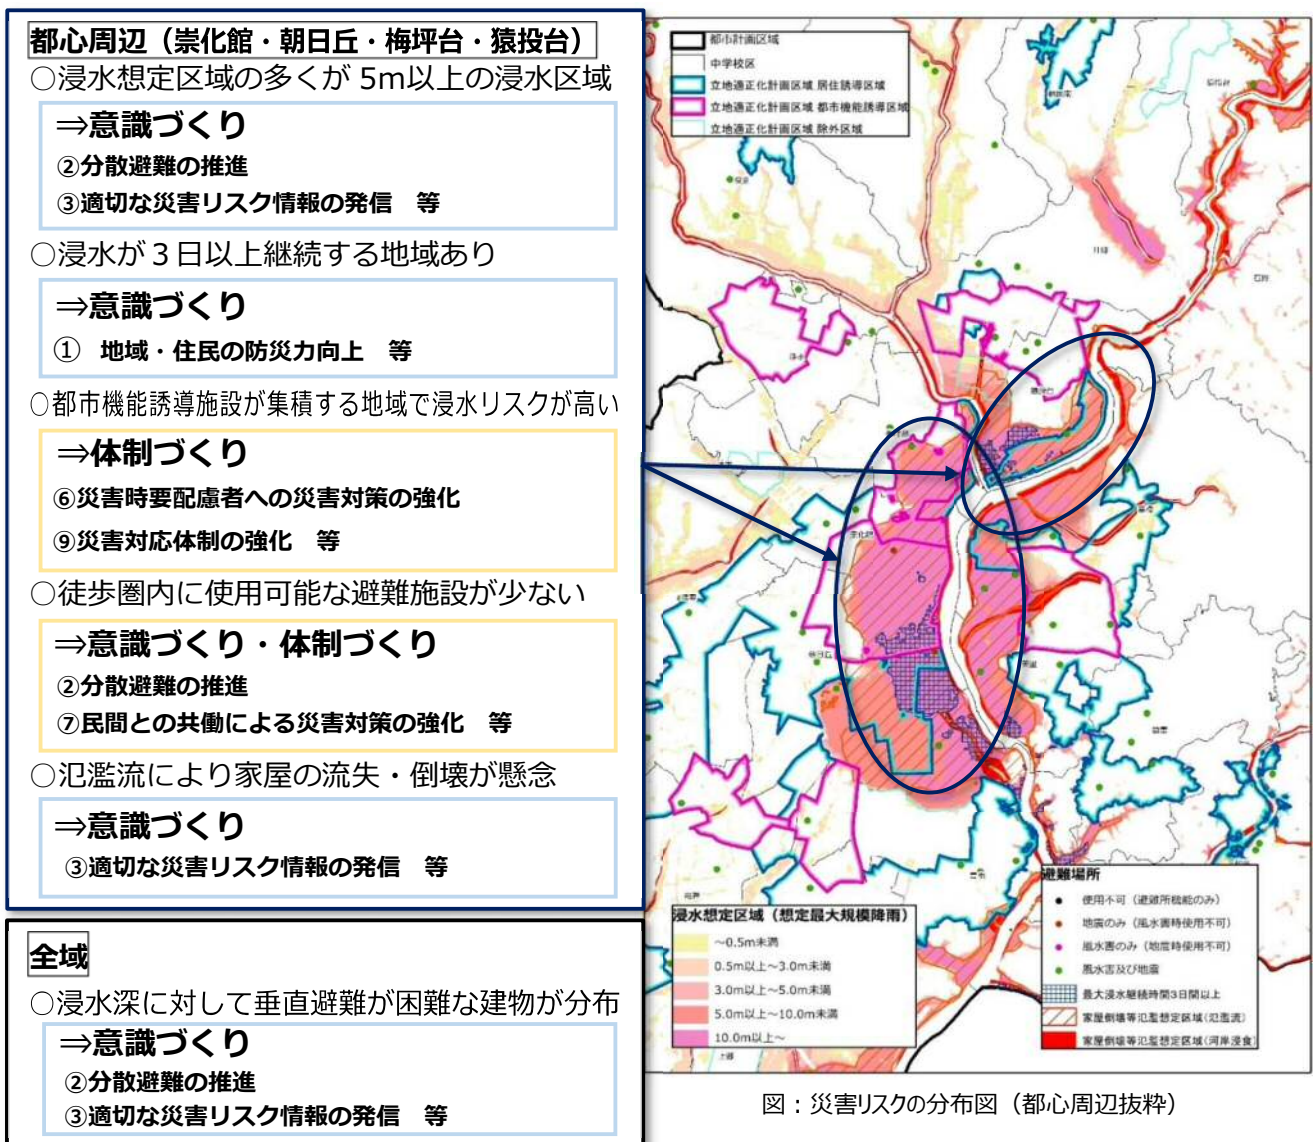 都心周辺（崇化館・朝日丘・梅坪台・猿投台）
○浸水想定区域の多くが 5m以上の浸水区域
⇒意識づくり
②分散避難の推進
③適切な災害リスク情報の発信　等
○浸水が３日以上継続する地域あり
⇒意識づくり
①　地域・住民の防災力向上　等
○都市機能誘導施設が集積する地域で浸水リスクが高い
⇒体制づくり
⑥災害時要配慮者への災害対策の強化
⑨災害対応体制の強化　等
○徒歩圏内に使用可能な避難施設が少ない
⇒意識づくり・体制づくり
②分散避難の推進
⑦民間との共働による災害対策の強化　等
○氾濫流により家屋の流失・倒壊が懸念
⇒意識づくり
③適切な災害リスク情報の発信　等
全域
○浸水深に対して垂直避難が困難な建物が分布
⇒意識づくり
②分散避難の推進
③適切な災害リスク情報の発信　等
都市計画区域
中学校区
立地適正化計画区域 居住誘導区域
立地適正化計画区域 都市機能誘導区域
立地適正化計画区域 除外区域
浄水
崇化館
朝日丘
上郷
浸水想定区域（想定最大規模降雨）
～0.5m未満
0.5m以上～3.0m未満
3.0m以上～5.0m未満
5.0m以上～10.0m未満
10.0m以上～
避難場所
使用不可（避難所機能のみ）
地震のみ（風水害時使用不可）
風水害のみ（地震時使用不可）
風水害及び地震
最大浸水継続時間3日間以上
家屋倒壊等氾濫想定区域（氾濫流）
家屋倒壊等氾濫想定区域（河岸浸食）
図：災害リスクの分布図（都心周辺抜粋）